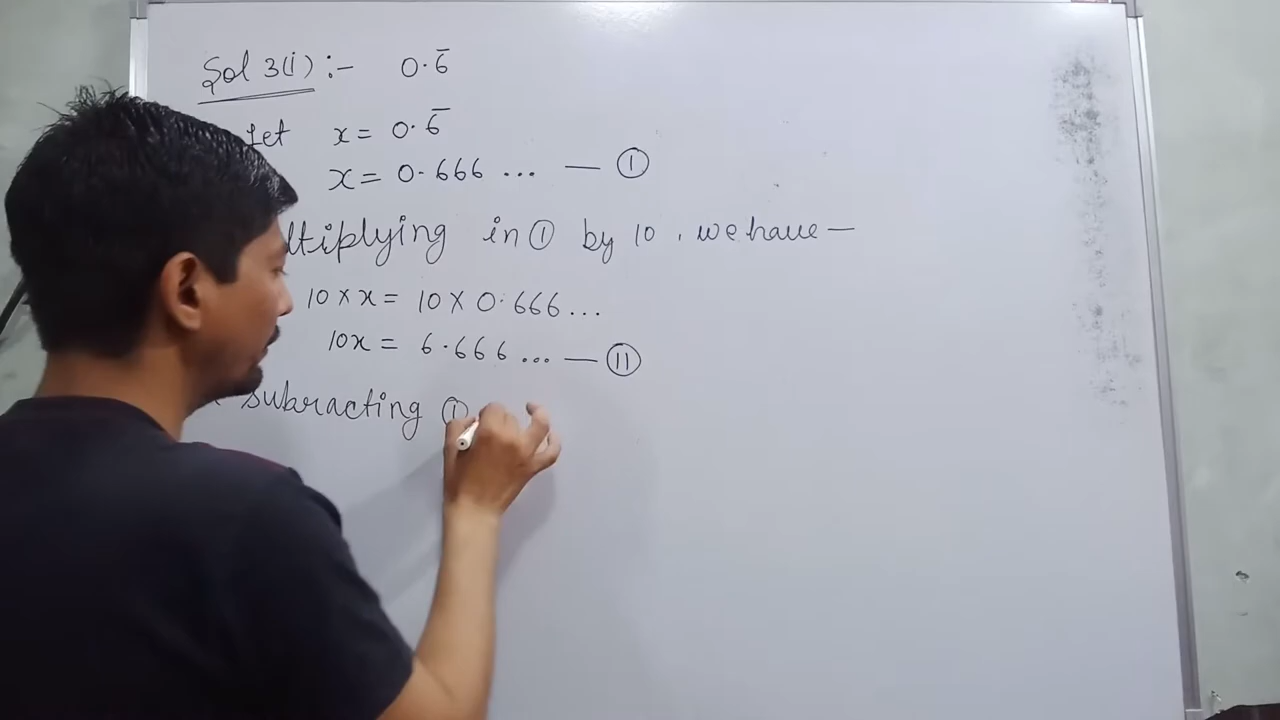 Sol 3(i) :- 0.6̅
Let x = 0.6̅
x = 0.666 ... — ①
ltiplying in ① by 10, we have —
10 × x = 10 × 0.666 ...
10x = 6.666 ... — ⑪
subracting ①